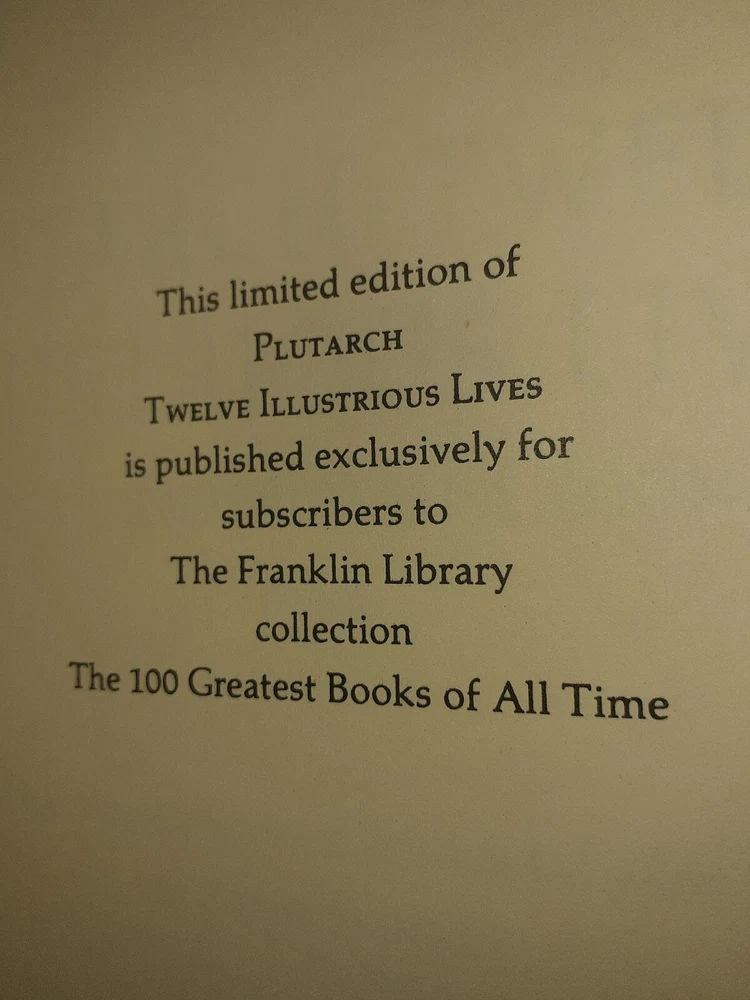 This limited edition of
PLUTARCH
TWELVE ILLUSTRIOUS LIVES
is published exclusively for
subscribers to
The Franklin Library
collection
The 100 Greatest Books of All Time